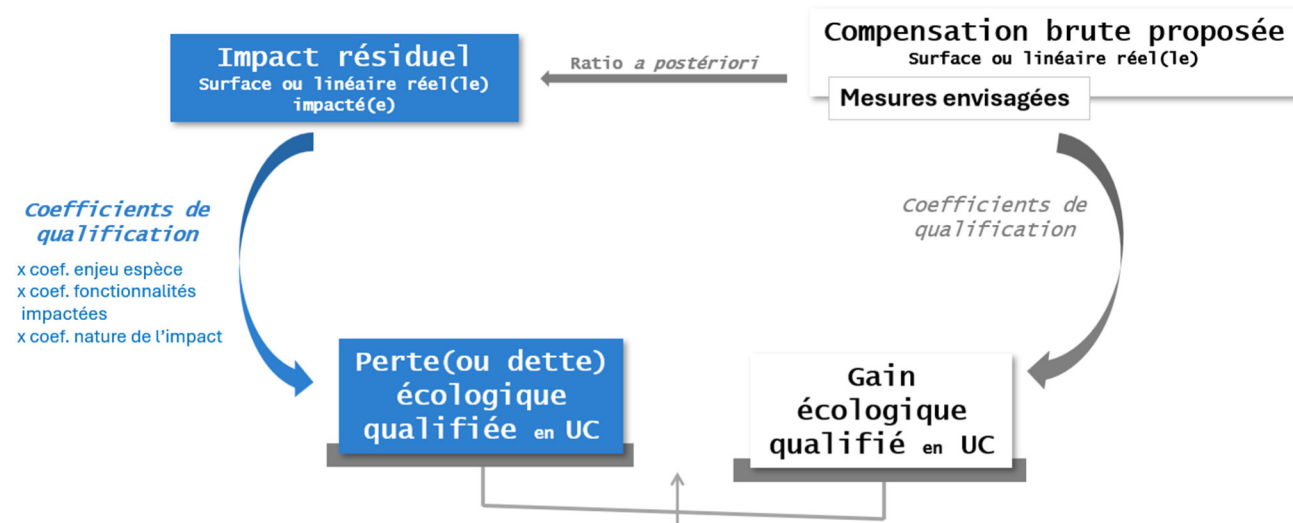 Impact résiduel
Surface ou linéaire réel(le)
impacté(e)
Ratio a postériori
Compensation brute proposée
Surface ou linéaire réel(le)
Mesures envisagées
Coefficients de
qualification
x coef. enjeu espèce
x coef. fonctionnalités
impactées
x coef. nature de l'impact
Coefficients de
qualification
Perte(ou dette)
écologique
qualifiée en UC
Gain
écologique
qualifié en UC